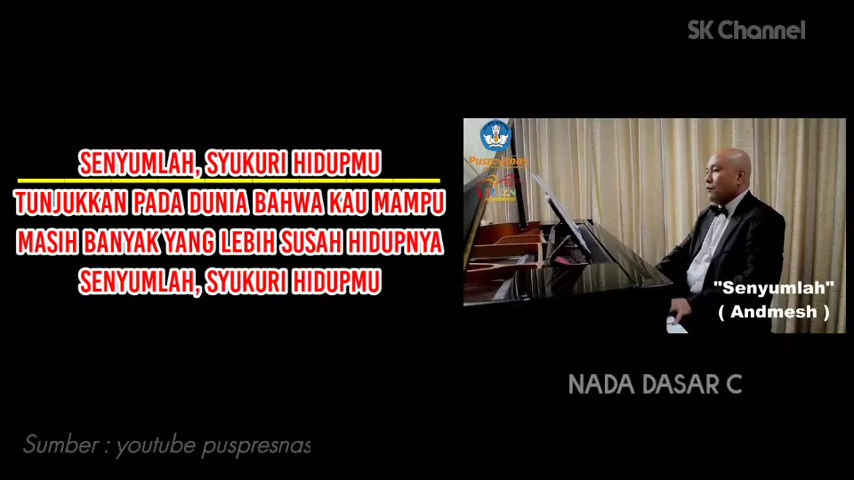 SK Channel
SENYUMLAH, SYUKURI HIDUPMU
TUNJUKKAN PADA DUNIA BAHWA KAU MAMPU
MASIH BANYAK YANG LEBIH SUSAH HIDUPNYA
SENYUMLAH, SYUKURI HIDUPMU
Puspresnas
"Senyumlah"
( Andmesh )
NADA DASAR C
Sumber : youtube puspresnas